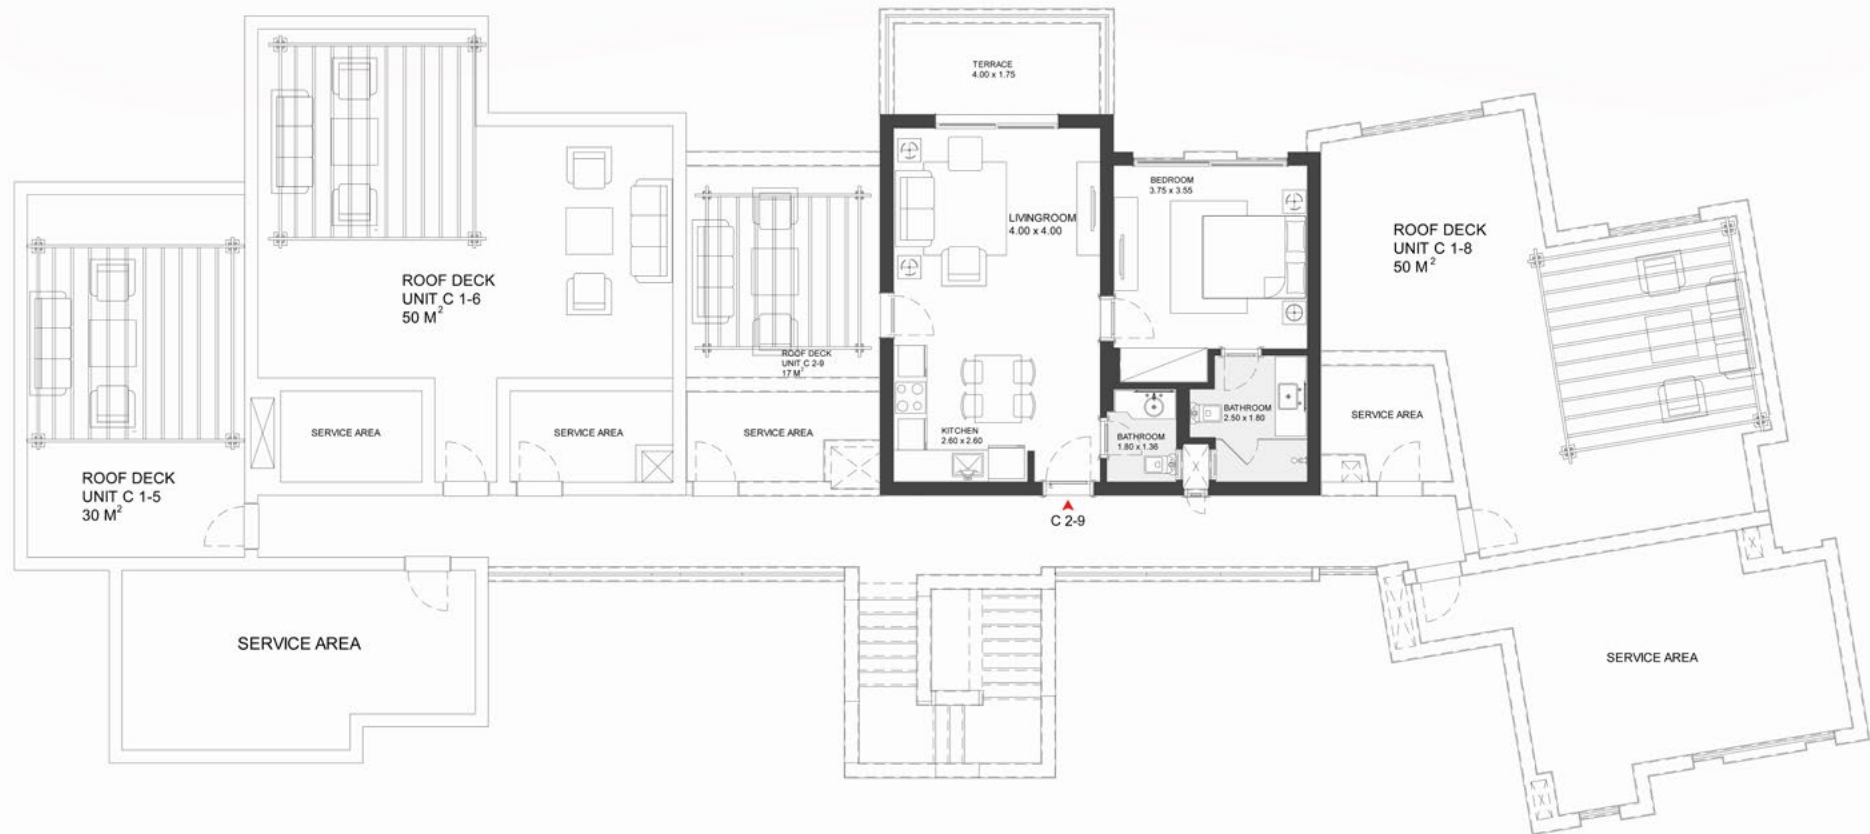 TERRACE
4.00 x 1.75
BEDROOM
3.75 x 3.55
LIVINGROOM
4.00 x 4.00
ROOF DECK
UNIT C 1-8
50 M²
ROOF DECK
UNIT C 1-6
50 M²
ROOF DECK
UNIT C 2-9
17 M²
SERVICE AREA
SERVICE AREA
SERVICE AREA
KITCHEN
2.60 x 2.60
BATHROOM
1.80 x 1.36
BATHROOM
2.50 x 1.80
SERVICE AREA
ROOF DECK
UNIT C 1-5
30 M²
C 2-9
SERVICE AREA
SERVICE AREA